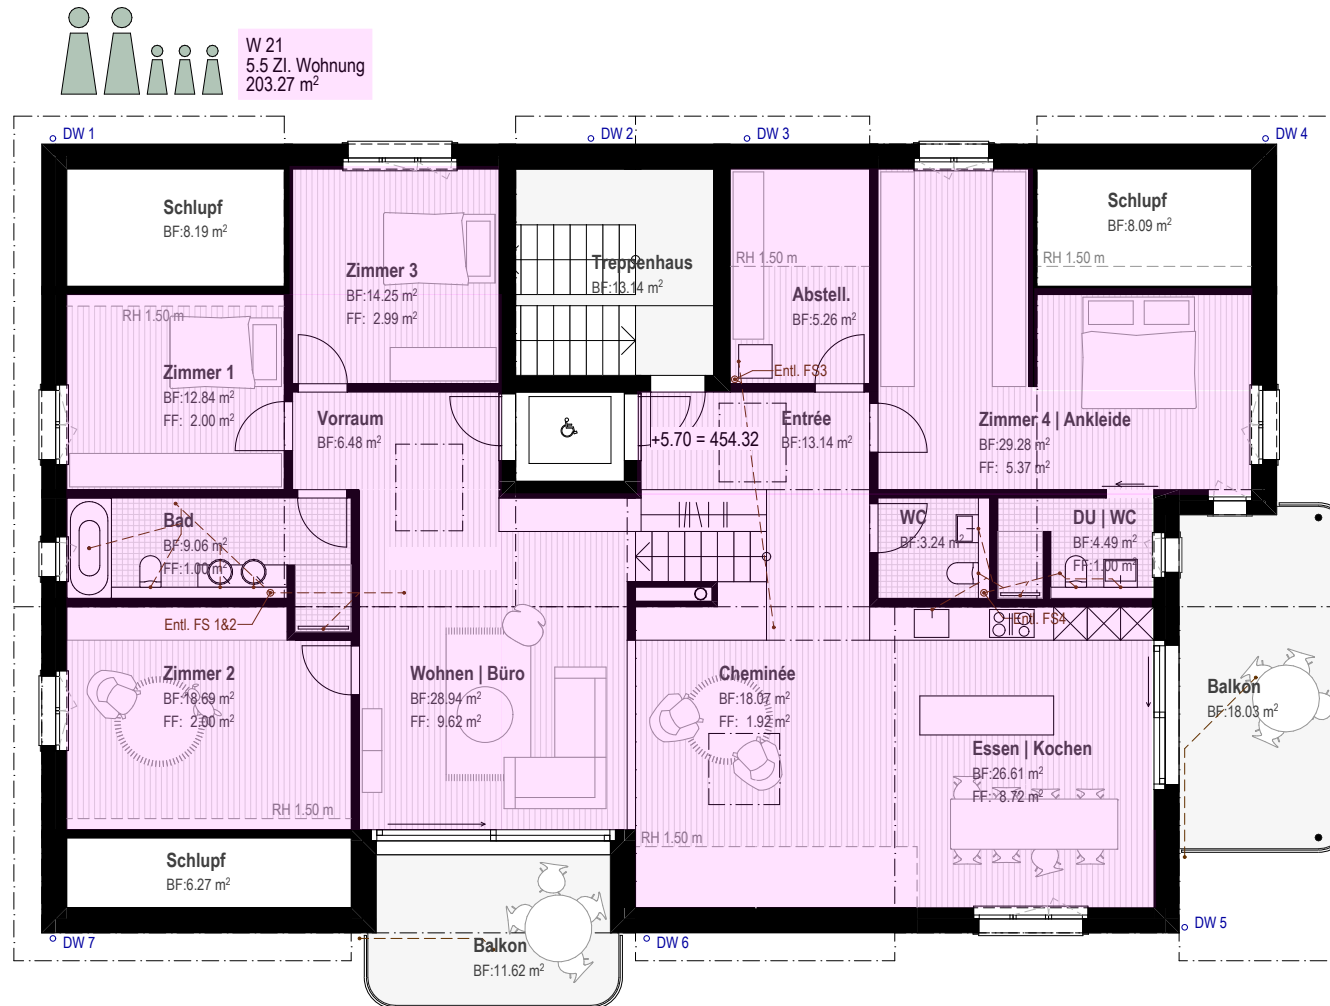 W 21
5.5 ZI. Wohnung
203.27 m²
DW 1
DW 2
DW 3
DW 4
Schlupf
BF:8.19 m²
Zimmer 3
BF:14.25 m²
FF: 2.99 m²
Treppenhaus
BF:13.14 m²
RH 1.50 m
Abstell.
BF:5.26 m²
Schlupf
BF:8.09 m²
RH 1.50 m
RH 1.50 m
Zimmer 1
BF:12.84 m²
FF: 2.00 m²
Entl. FS3
Vorraum
BF:6.48 m²
+5.70 = 454.32
Entrée
BF:13.14 m²
Zimmer 4 | Ankleide
BF:29.28 m²
FF: 5.37 m²
Bad
BF:9.06 m²
FF:1.00 m²
WC
BF:3.24 m²
DU | WC
BF:4.49 m²
FF:1.00 m²
Entl. FS 1&2
Entl. FS4
Zimmer 2
BF:18.69 m²
FF: 2.00 m²
RH 1.50 m
Wohnen | Büro
BF:28.94 m²
FF: 9.62 m²
Cheminée
BF:18.07 m²
FF: 1.92 m²
RH 1.50 m
Essen | Kochen
BF:26.61 m²
FF: 8.72 m²
Balkon
BF:18.03 m²
Schlupf
BF:6.27 m²
DW 7
Balkon
BF:11.62 m²
DW 6
DW 5